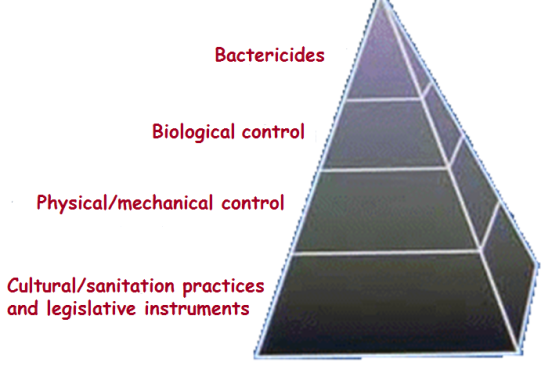 Bactericides
Biological control
Physical/mechanical control
Cultural/sanitation practices
and legislative instruments